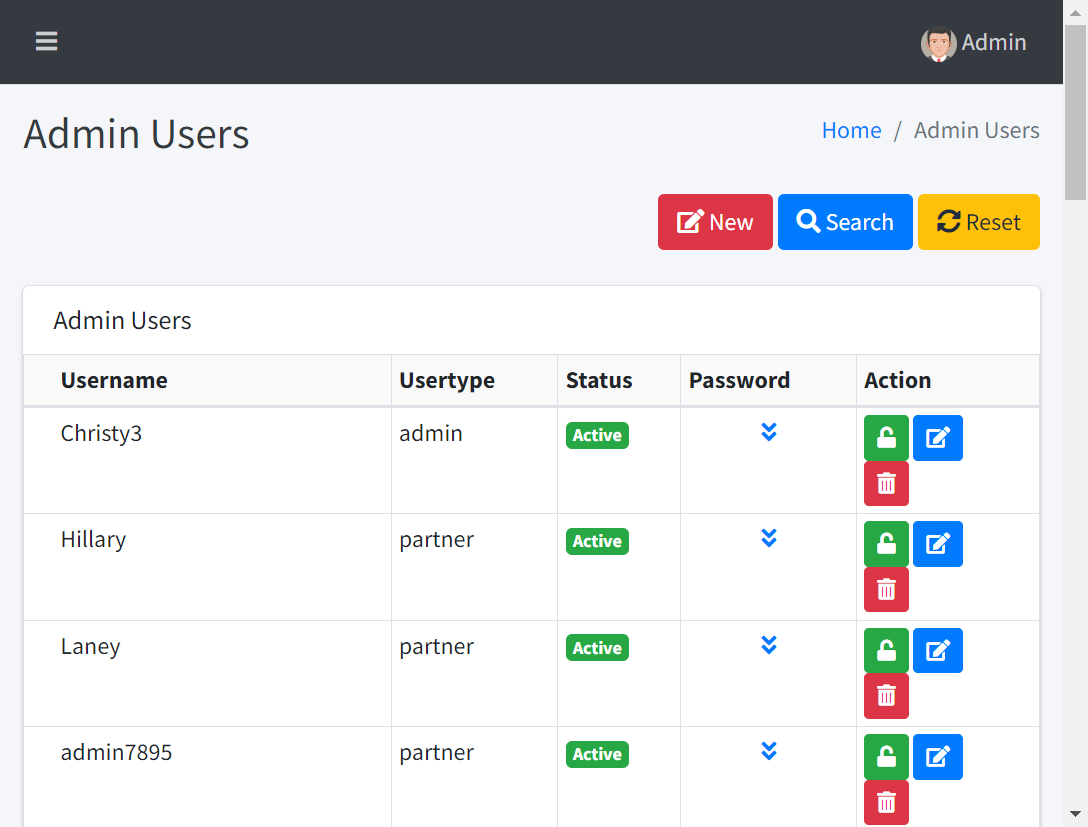 Admin
Admin Users
Home / Admin Users
New Search Reset
Admin Users
Username Usertype Status Password Action
Christy3 admin Active
Hillary partner Active
Laney partner Active
admin7895 partner Active